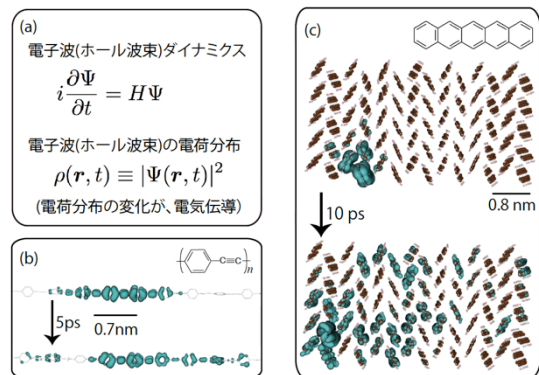 (a)
電子波(ホール波束)ダイナミクス
i∂Ψ/∂t = HΨ
電子波(ホール波束)の電荷分布
ρ(r, t) ≡ |Ψ(r, t)|²
(電荷分布の変化が、電気伝導)
(b)
C≡C
n
5ps
0.7nm
(c)
0.8 nm
10 ps